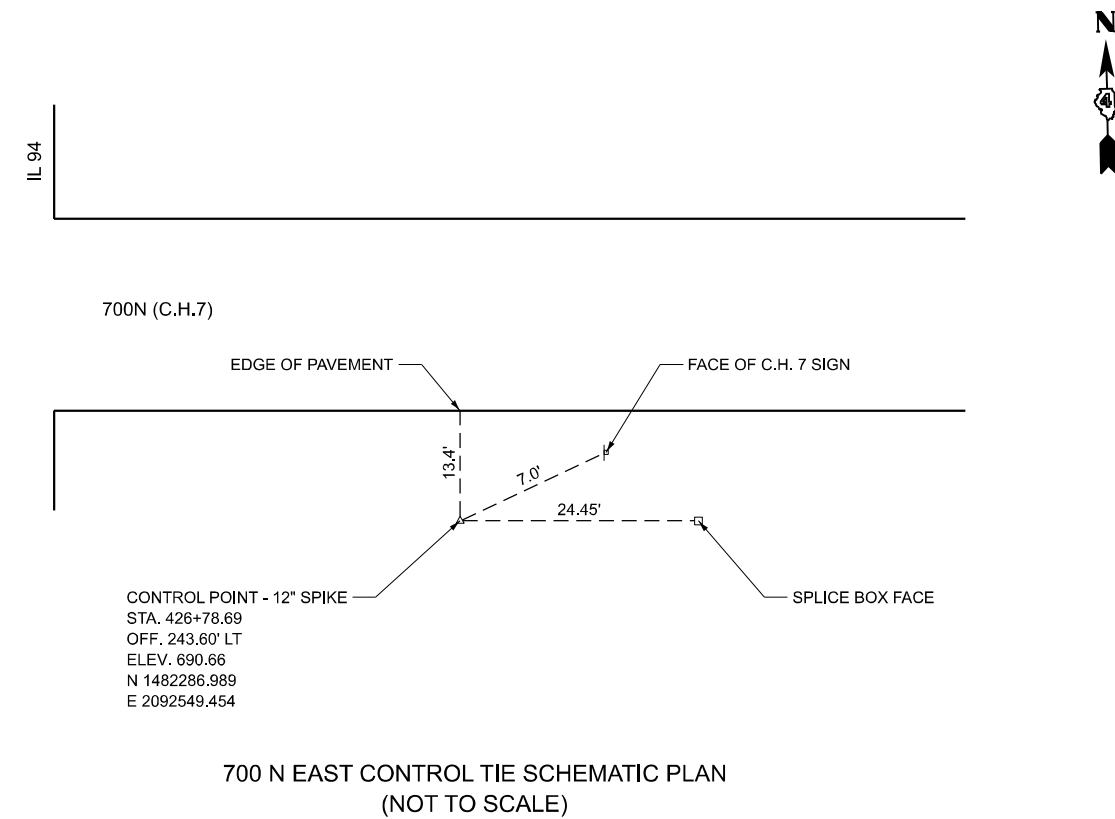 N
4
IL 94
700N (C.H.7)
EDGE OF PAVEMENT
FACE OF C.H. 7 SIGN
13.4'
7.0'
24.45'
CONTROL POINT - 12" SPIKE
STA. 426+78.69
OFF. 243.60' LT
ELEV. 690.66
N 1482286.989
E 2092549.454
SPLICE BOX FACE
700 N EAST CONTROL TIE SCHEMATIC PLAN
(NOT TO SCALE)